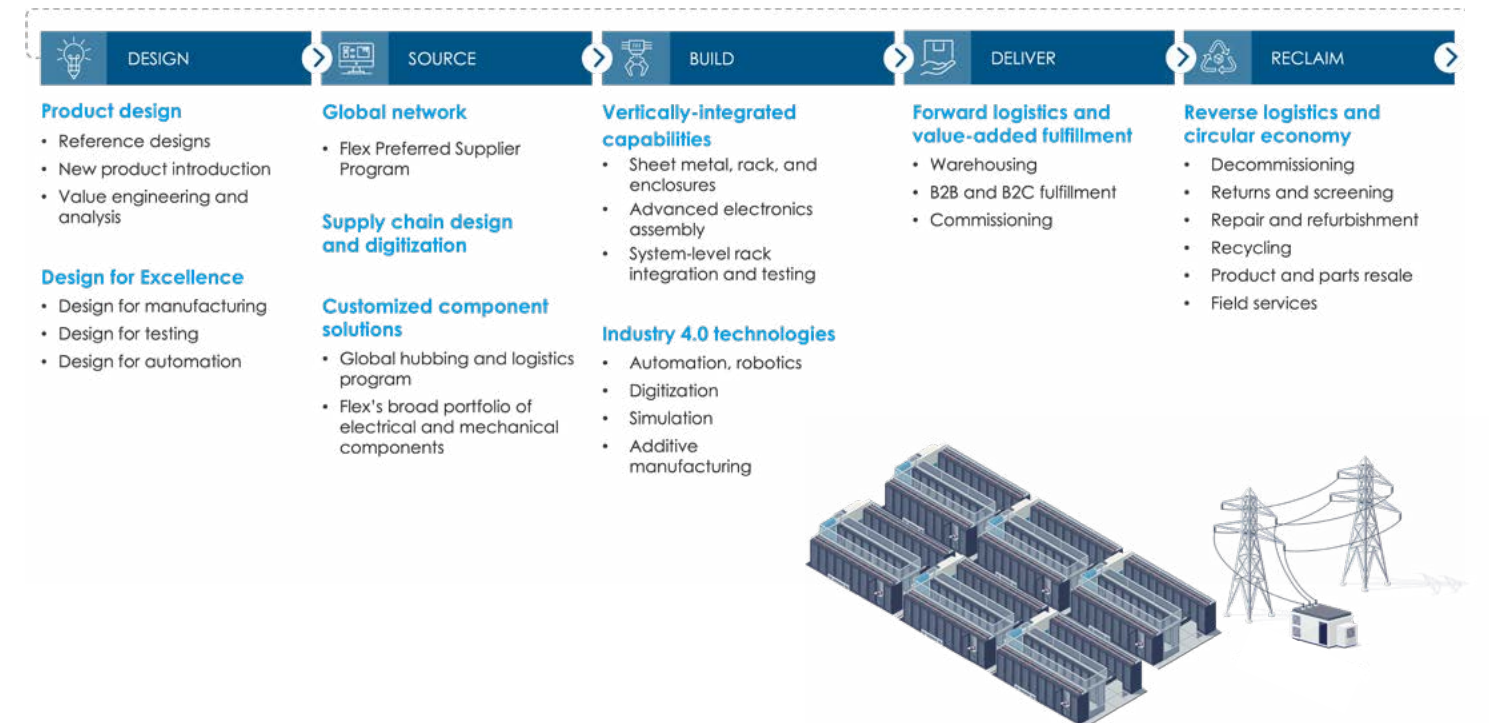 DESIGN
SOURCE
BUILD
DELIVER
RECLAIM
Product design
• Reference designs
• New product introduction
• Value engineering and
analysis
Design for Excellence
• Design for manufacturing
• Design for testing
• Design for automation
Global network
• Flex Preferred Supplier
Program
Supply chain design
and digitization
Customized component
solutions
• Global hubbing and logistics
program
• Flex's broad portfolio of
electrical and mechanical
components
Vertically-integrated
capabilities
• Sheet metal, rack, and
enclosures
• Advanced electronics
assembly
• System-level rack
integration and testing
Industry 4.0 technologies
• Automation, robotics
• Digitization
• Simulation
• Additive
manufacturing
Forward logistics and
value-added fulfillment
• Warehousing
• B2B and B2C fulfillment
• Commissioning
Reverse logistics and
circular economy
• Decommissioning
• Returns and screening
• Repair and refurbishment
• Recycling
• Product and parts resale
• Field services